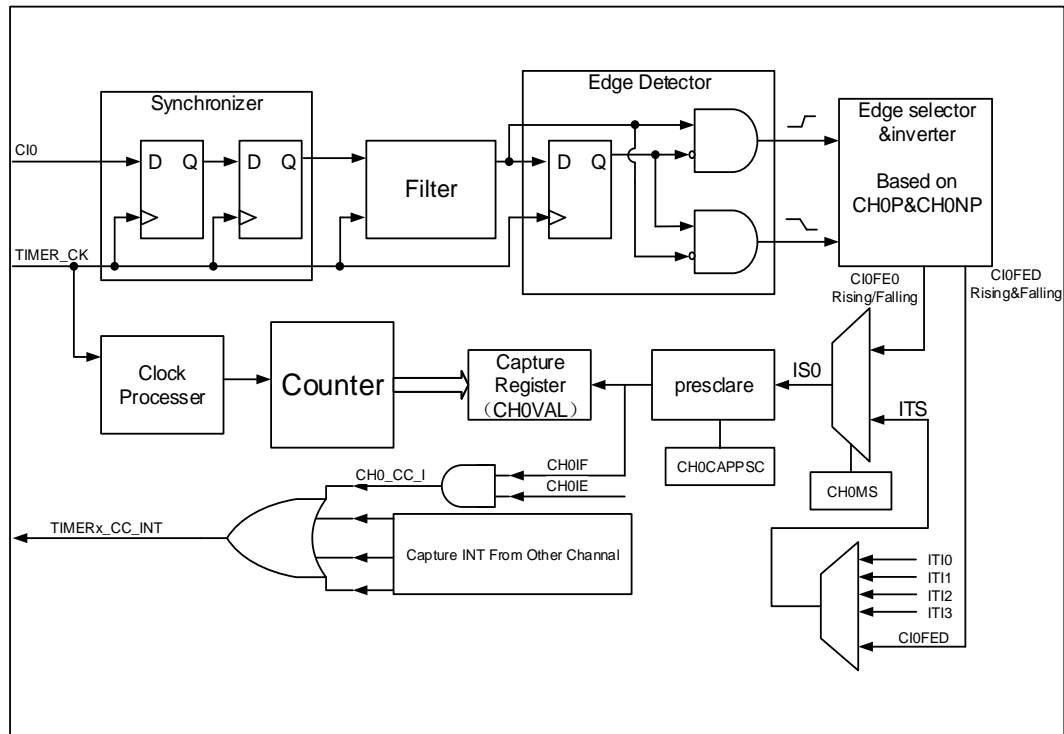 Edge Detector
Synchronizer
Edge selector
&inverter
Based on
CH0P&CH0NP
CI0
D Q
D Q
Filter
D Q
TIMER_CK
CI0FE0
Rising/Falling
CI0FED
Rising&Falling
Clock
Processer
Counter
Capture
Register
(CH0VAL)
presclare
IS0
ITS
CH0CAPPSC
CH0MS
CH0_CC_I
CH0IF
CH0IE
TIMERx_CC_INT
Capture INT From Other Channel
ITI0
ITI1
ITI2
ITI3
CI0FED